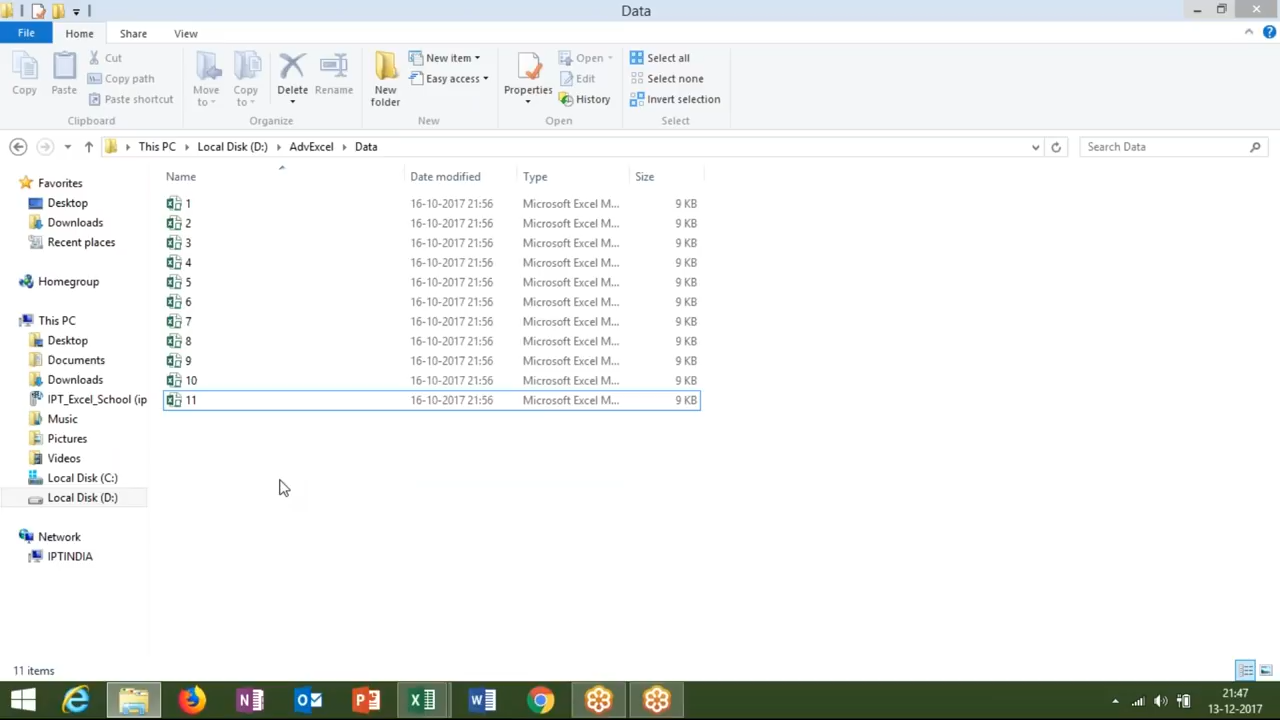 Data
File Home Share View
Copy
Paste
Cut
Copy path
Paste shortcut
Clipboard
Move to
Copy to
Delete
Rename
Organize
New folder
New item
Easy access
New
Properties
Open
Edit
History
Open
Select all
Select none
Invert selection
Select
This PC Local Disk (D:) AdvExcel Data
Search Data
Favorites
Desktop
Downloads
Recent places
Homegroup
This PC
Desktop
Documents
Downloads
IPT_Excel_School (ip
Music
Pictures
Videos
Local Disk (C:)
Local Disk (D:)
Network
IPTINDIA
Name Date modified Type Size
1 16-10-2017 21:56 Microsoft Excel M... 9 KB
2 16-10-2017 21:56 Microsoft Excel M... 9 KB
3 16-10-2017 21:56 Microsoft Excel M... 9 KB
4 16-10-2017 21:56 Microsoft Excel M... 9 KB
5 16-10-2017 21:56 Microsoft Excel M... 9 KB
6 16-10-2017 21:56 Microsoft Excel M... 9 KB
7 16-10-2017 21:56 Microsoft Excel M... 9 KB
8 16-10-2017 21:56 Microsoft Excel M... 9 KB
9 16-10-2017 21:56 Microsoft Excel M... 9 KB
10 16-10-2017 21:56 Microsoft Excel M... 9 KB
11 16-10-2017 21:56 Microsoft Excel M... 9 KB
11 items
21:47
13-12-2017